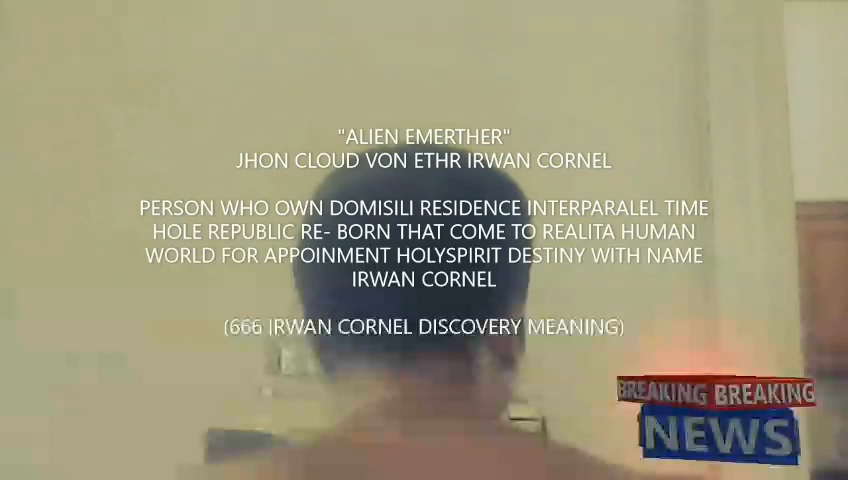 "ALIEN EMERTHER"
JHON CLOUD VON ETHR IRWAN CORNEL
PERSON WHO OWN DOMISILI RESIDENCE INTERPARALEL TIME
HOLE REPUBLIC RE- BORN THAT COME TO REALITA HUMAN
WORLD FOR APPOINMENT HOLYSPIRIT DESTINY WITH NAME
IRWAN CORNEL
(666 IRWAN CORNEL DISCOVERY MEANING)
BREAKING BREAKING
NEWS